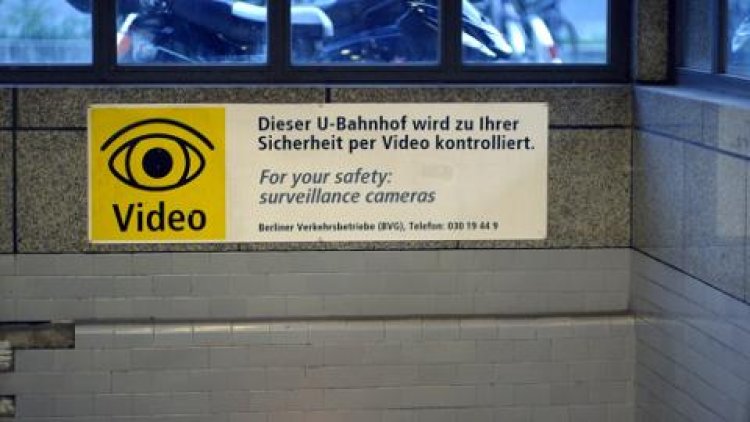 Video
Dieser U-Bahnhof wird zu Ihrer
Sicherheit per Video kontrolliert.
For your safety:
surveillance cameras
Berliner Verkehrsbetriebe (BVG), Telefon: 030 19 44 9